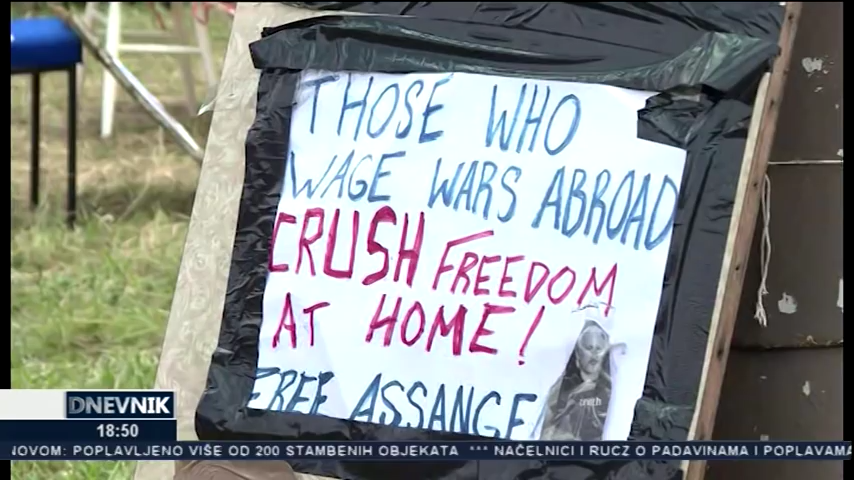 THOSE WHO
WAGE WARS ABROAD
CRUSH FREEDOM
AT HOME!
FREE ASSANGE
DNEVNIK
18:50
NOVOM: POPLAVLJENO VIŠE OD 200 STAMBENIH OBJEKATA *** NAČELNICI I RUCZ O PADAVINAMA I POPLAVAMA